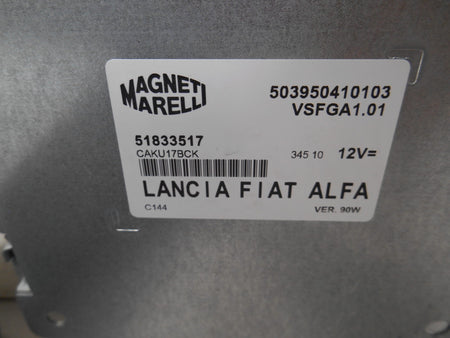 MAGNETI
MARELLI
503950410103
VSFGA1.01
51833517
CAKU17BCK
345 10 12V=
LANCIA FIAT ALFA
C144
VER. 90W